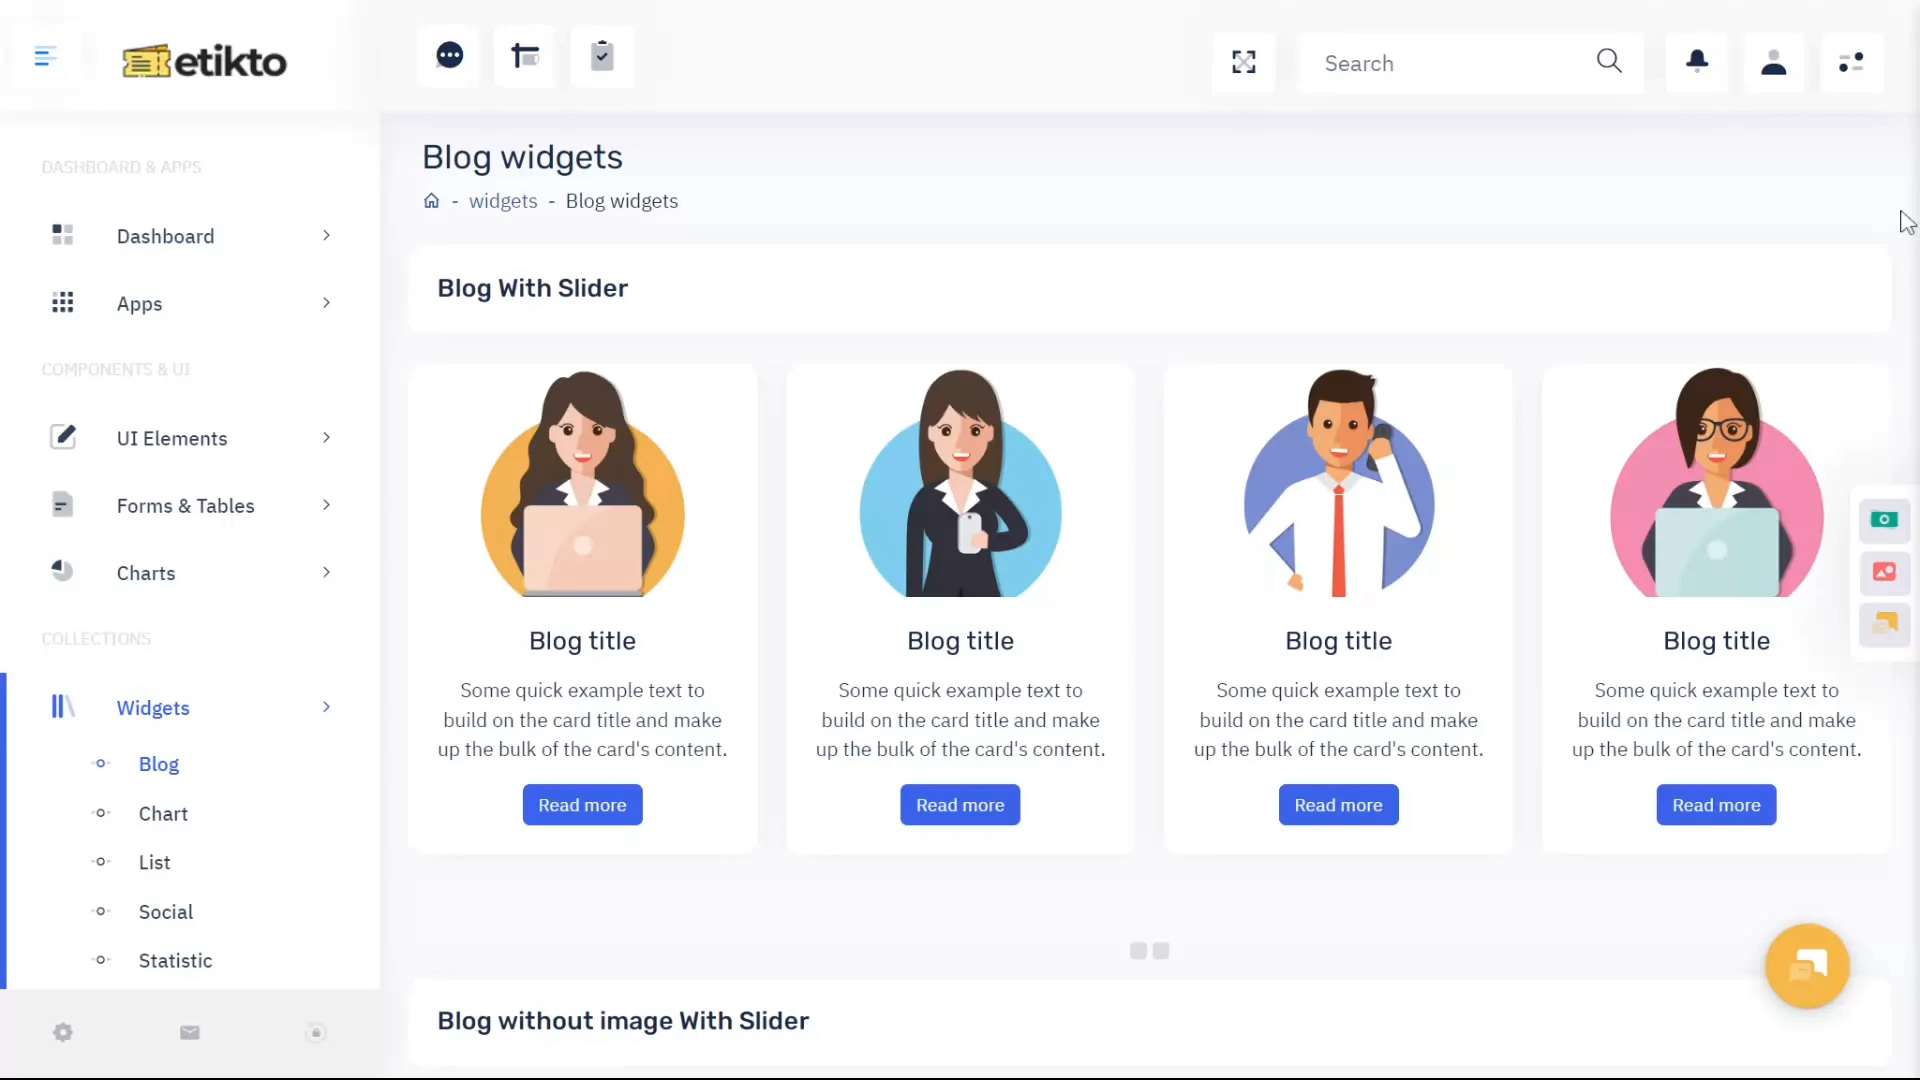 etikto
Search
DASHBOARD & APPS
Dashboard
Apps
COMPONENTS & UI
UI Elements
Forms & Tables
Charts
COLLECTIONS
Widgets
Blog
Chart
List
Social
Statistic
Blog widgets
- widgets - Blog widgets
Blog With Slider
Blog title
Some quick example text to
build on the card title and make
up the bulk of the card's content.
Read more
Blog title
Some quick example text to
build on the card title and make
up the bulk of the card's content.
Read more
Blog title
Some quick example text to
build on the card title and make
up the bulk of the card's content.
Read more
Blog title
Some quick example text to
build on the card title and make
up the bulk of the card's content.
Read more
Blog without image With Slider